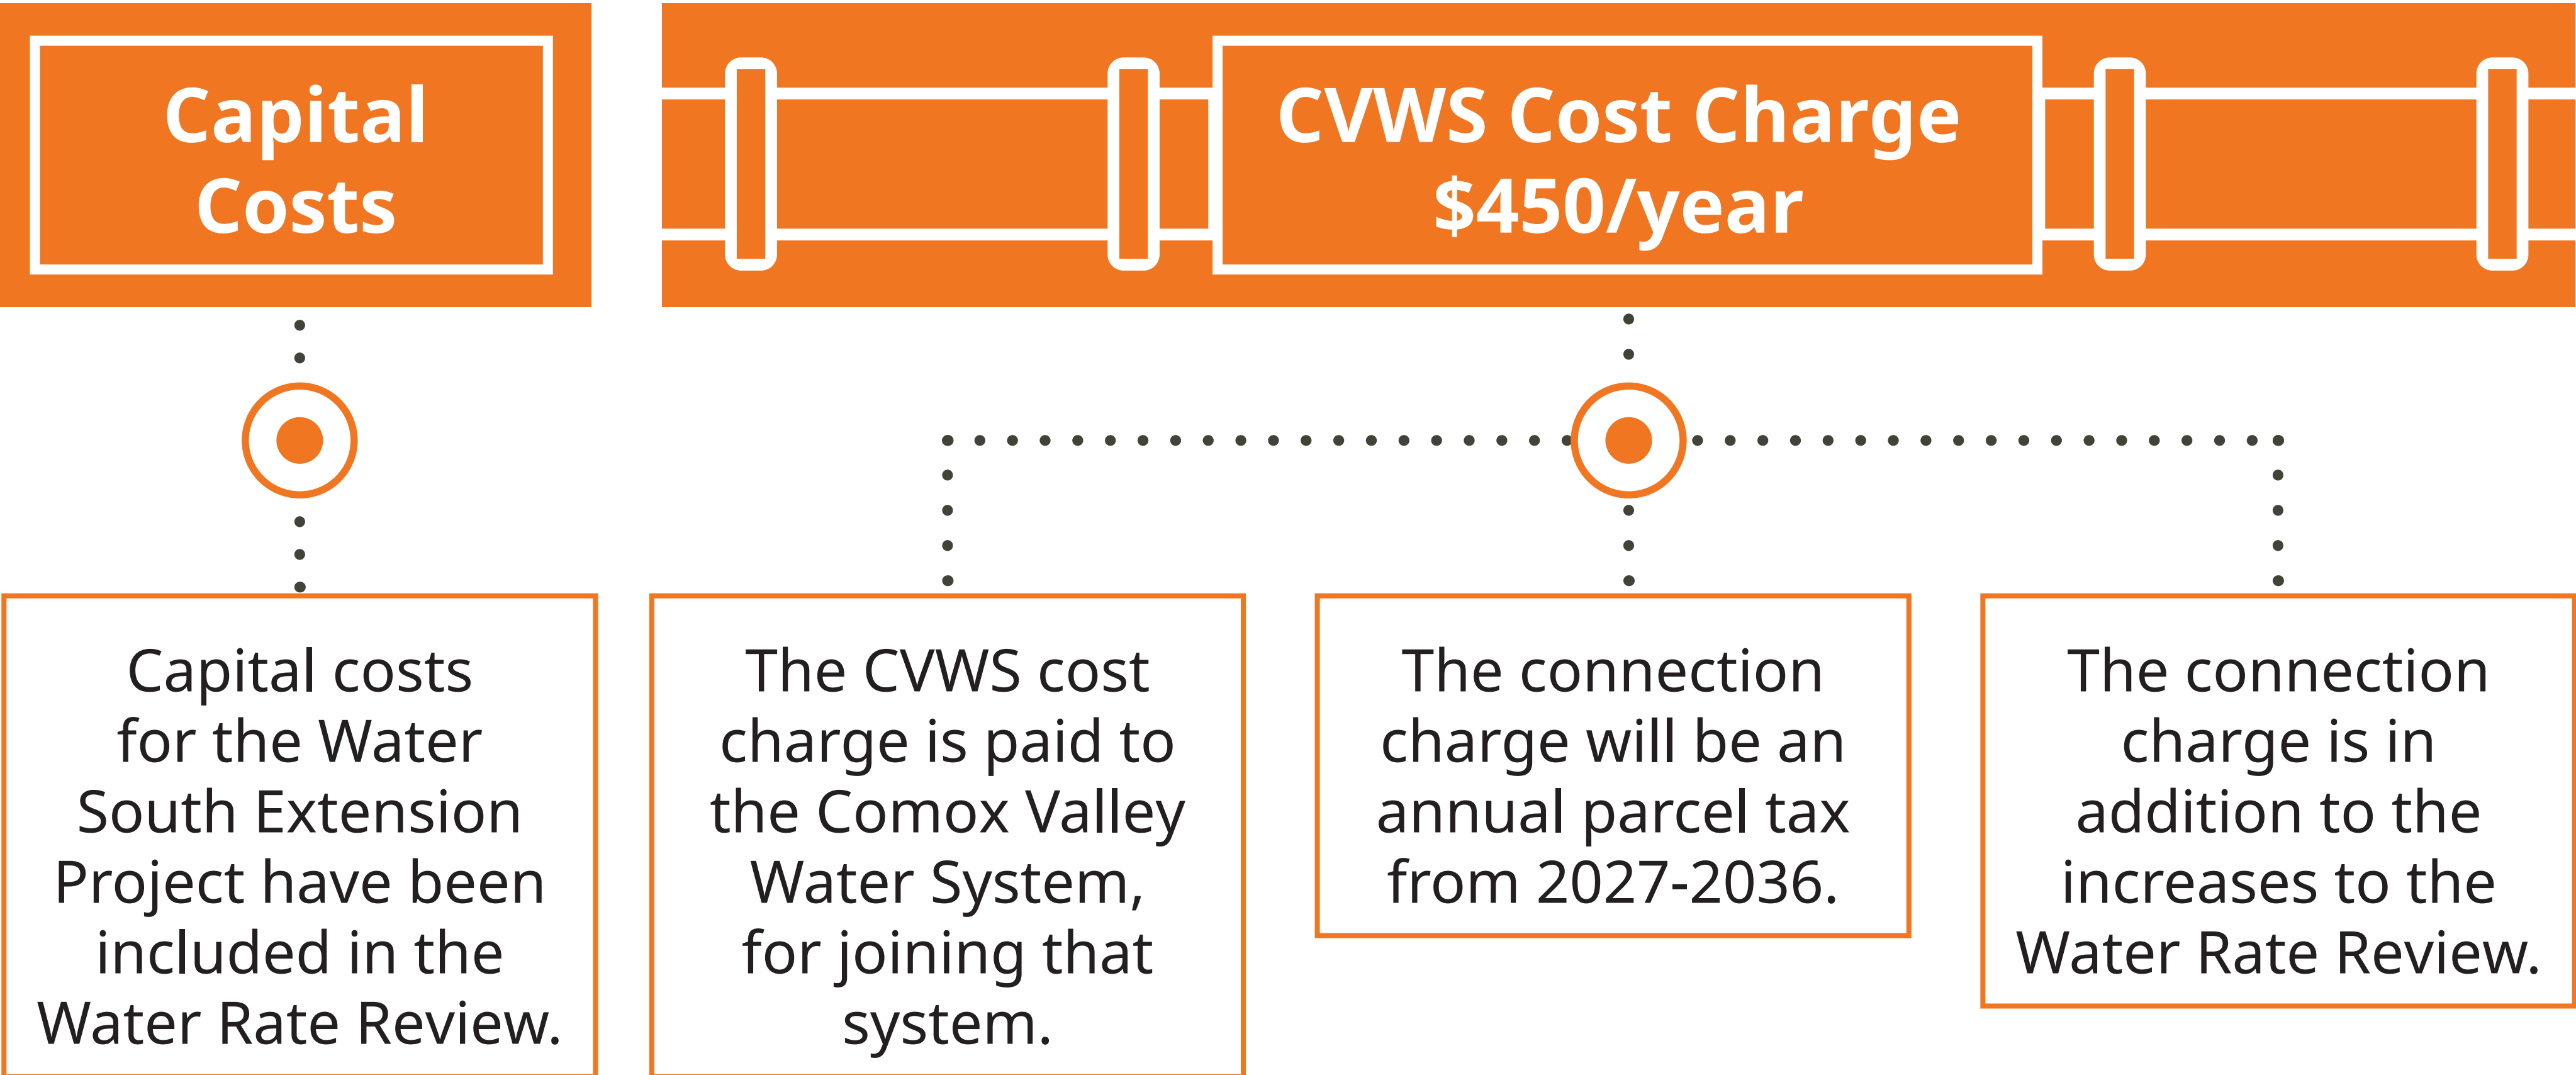 Capital
Costs
CVWS Cost Charge
$450/year
Capital costs
for the Water
South Extension
Project have been
included in the
Water Rate Review.
The CVWS cost
charge is paid to
the Comox Valley
Water System,
for joining that
system.
The connection
charge will be an
annual parcel tax
from 2027-2036.
The connection
charge is in
addition to the
increases to the
Water Rate Review.